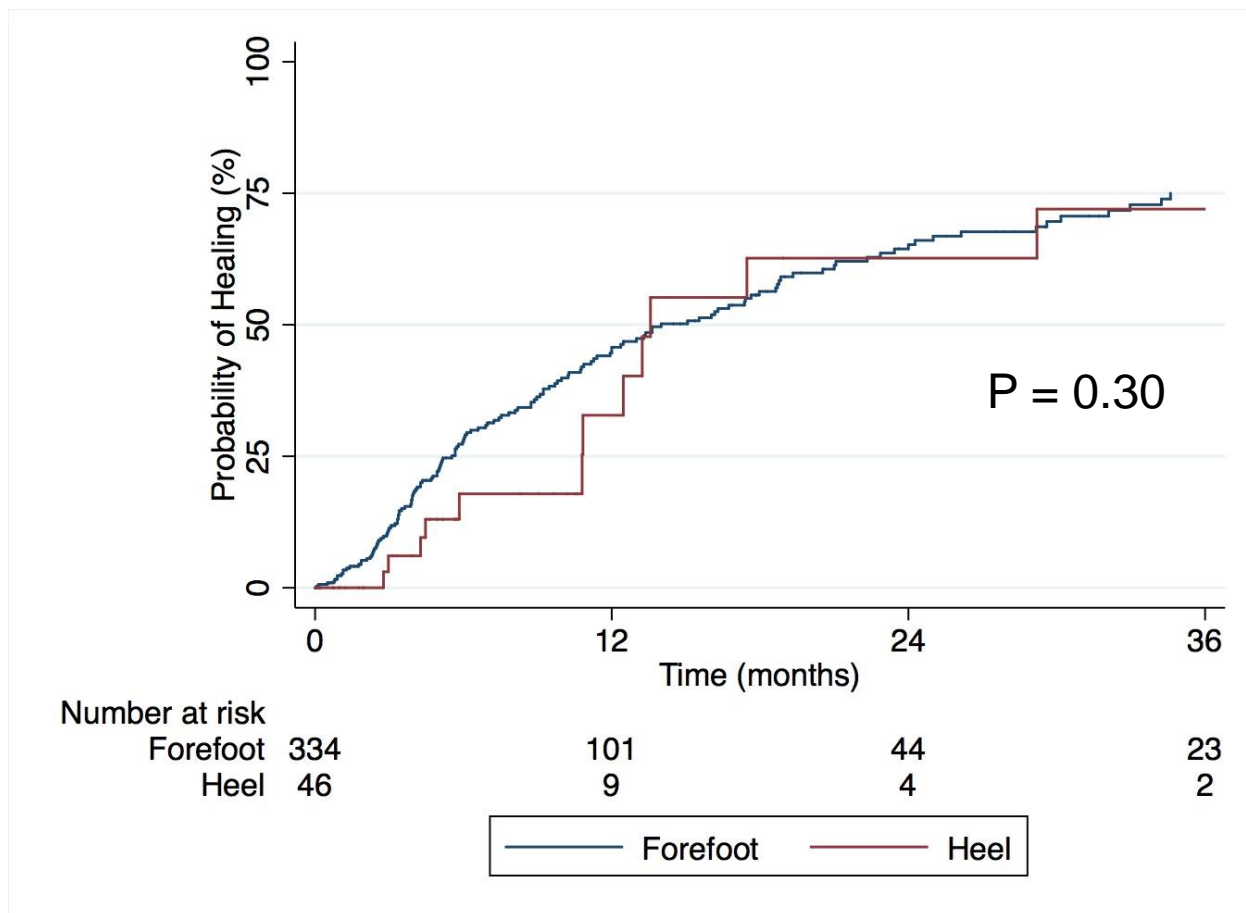 Probability of Healing (%)
100
75
50
25
0
P = 0.30
0 12 24 36
Time (months)
Number at risk
Forefoot 334 101 44 23
Heel 46 9 4 2
Forefoot Heel